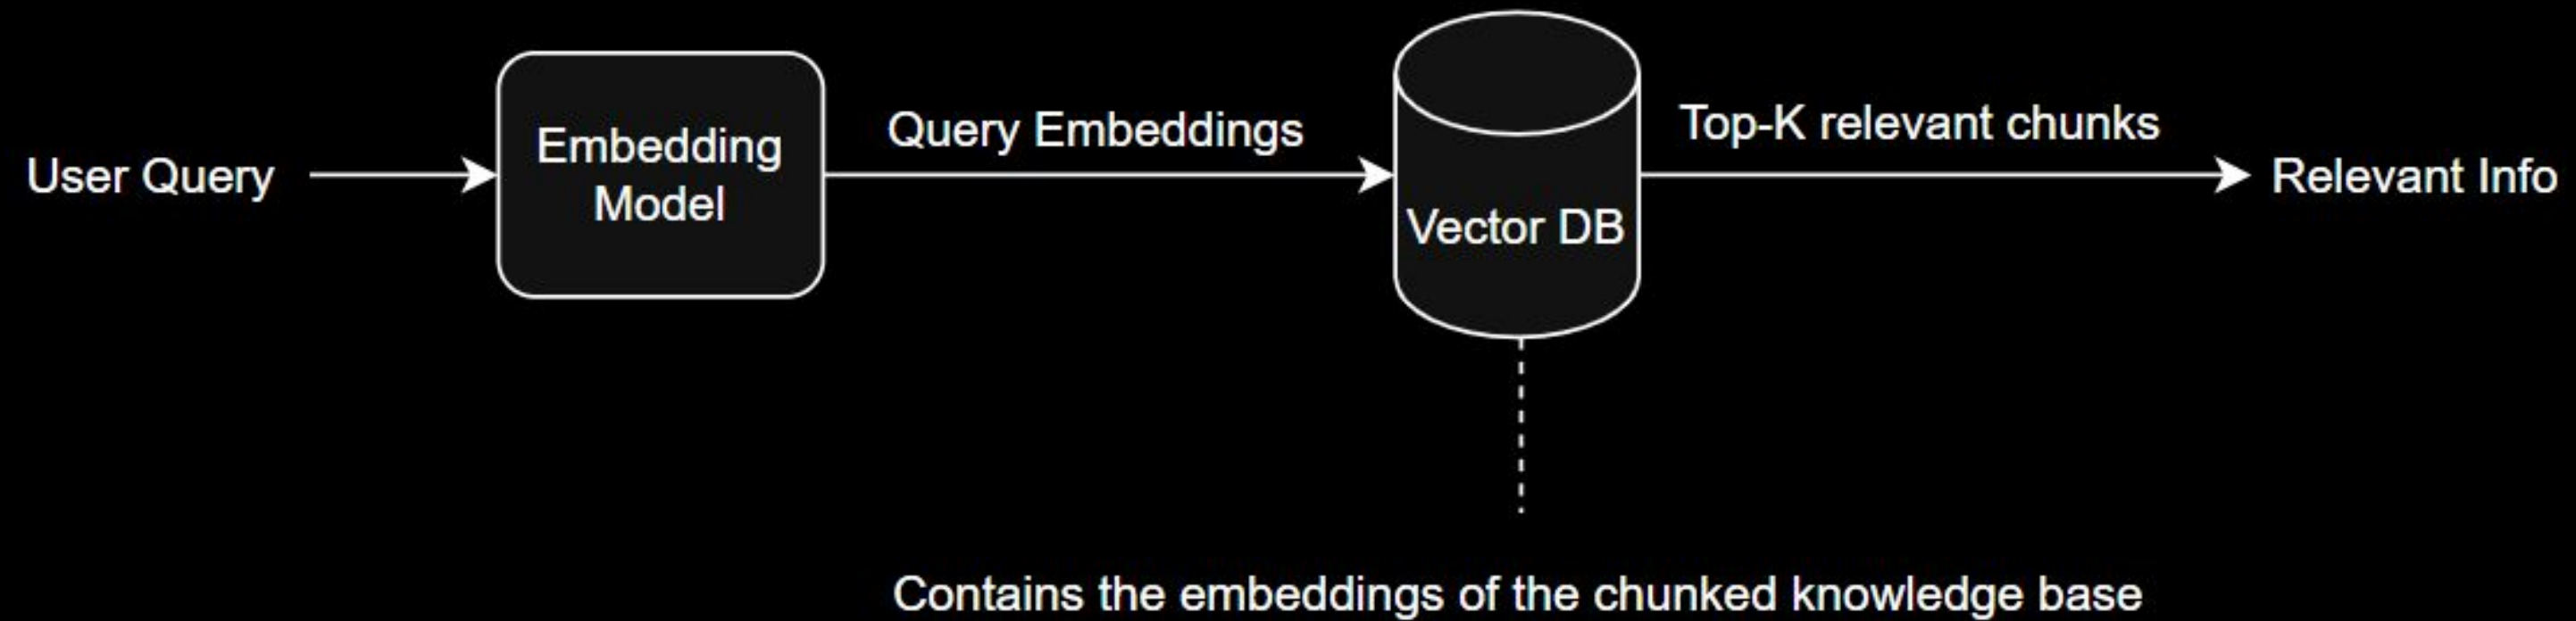 User Query
Embedding
Model
Query Embeddings
Vector DB
Top-K relevant chunks
Relevant Info
Contains the embeddings of the chunked knowledge base